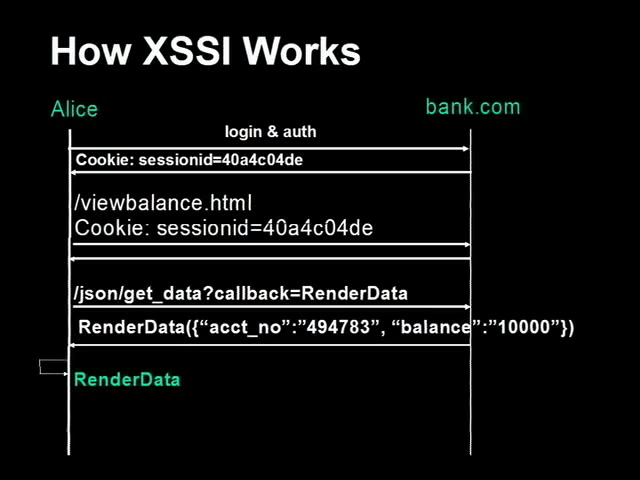 How XSSI Works
Alice
bank.com
login & auth
Cookie: sessionid=40a4c04de
/viewbalance.html
Cookie: sessionid=40a4c04de
/json/get_data?callback=RenderData
RenderData({“acct_no”:”494783”, “balance”:”10000”})
RenderData